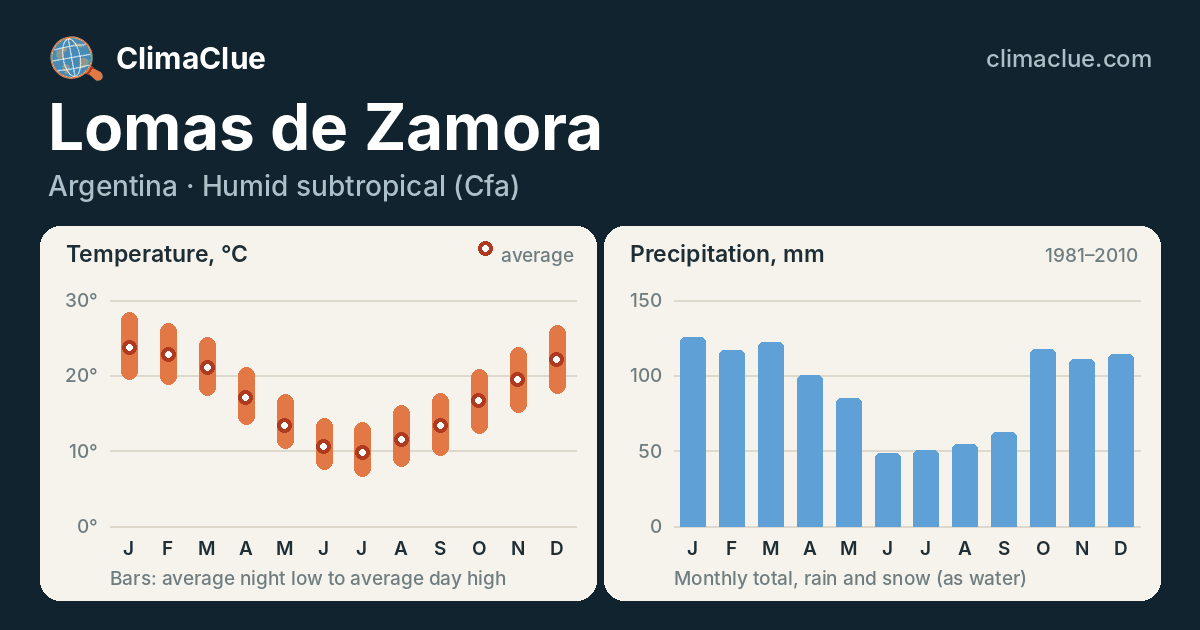 ClimaClue
climaclue.com
Lomas de Zamora
Argentina · Humid subtropical (Cfa)
Temperature, °C
average
30°
20°
10°
0°
J F M A M J J A S O N D
Bars: average night low to average day high
Precipitation, mm
1981–2010
150
100
50
0
J F M A M J J A S O N D
Monthly total, rain and snow (as water)